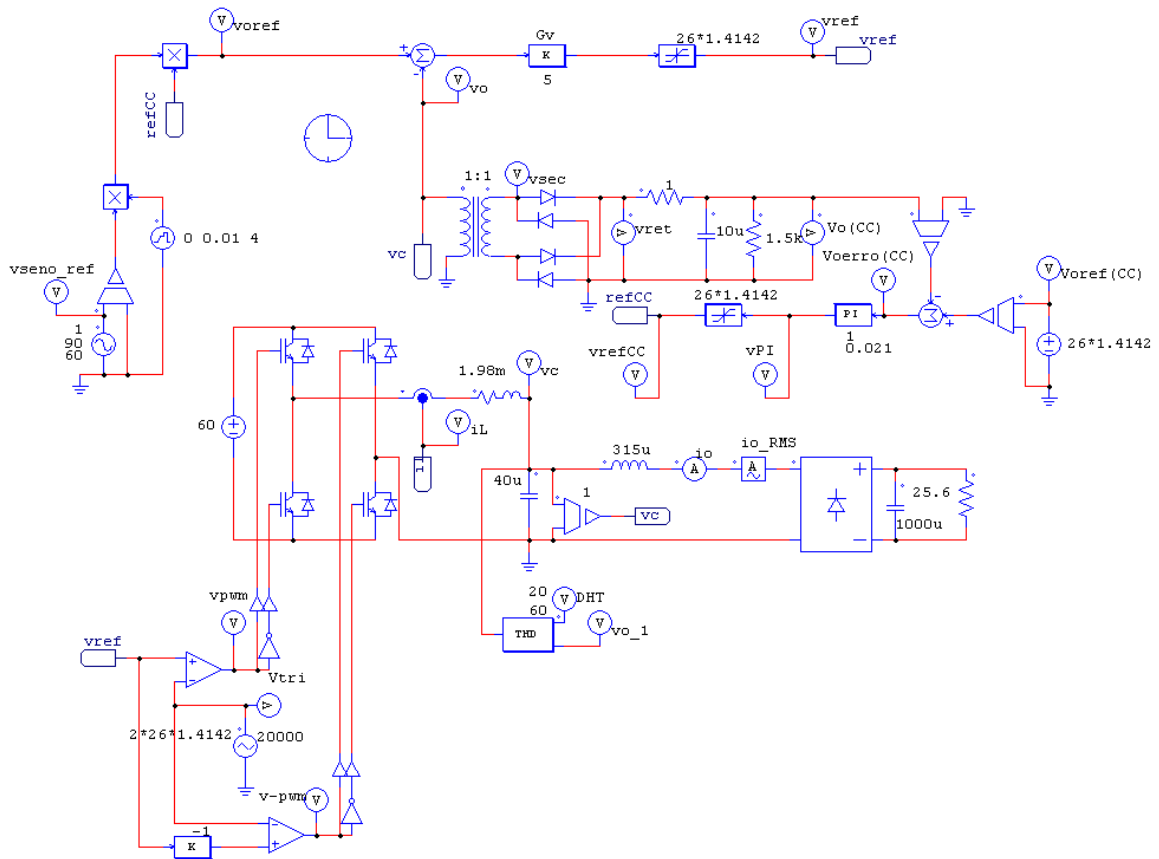 V
voref
Gv
K
5
26*1.4142
V
vref
vref
+
Σ
-
V
vo
refCC
1:1
V
vsec
1
V
vret
10u
1.5K
V
Vo(CC)
Voerro(CC)
V
V
Voref(CC)
0 0.01 4
vc
vseno_ref
V
1
90
60
refCC
26*1.4142
PI
1
0.021
-
Σ
+
26*1.4142
vrefCC
V
vPI
V
60
1.98m
V
vc
V
iL
iL
315u
A
io
io_RMS
A
40u
1
vc
+
-
25.6
1000u
20
60
V
DHT
THD
V
vo_1
vpwm
V
vref
+
-
Vtri
V
2*26*1.4142
20000
v-pwm
V
-1
K
-
+